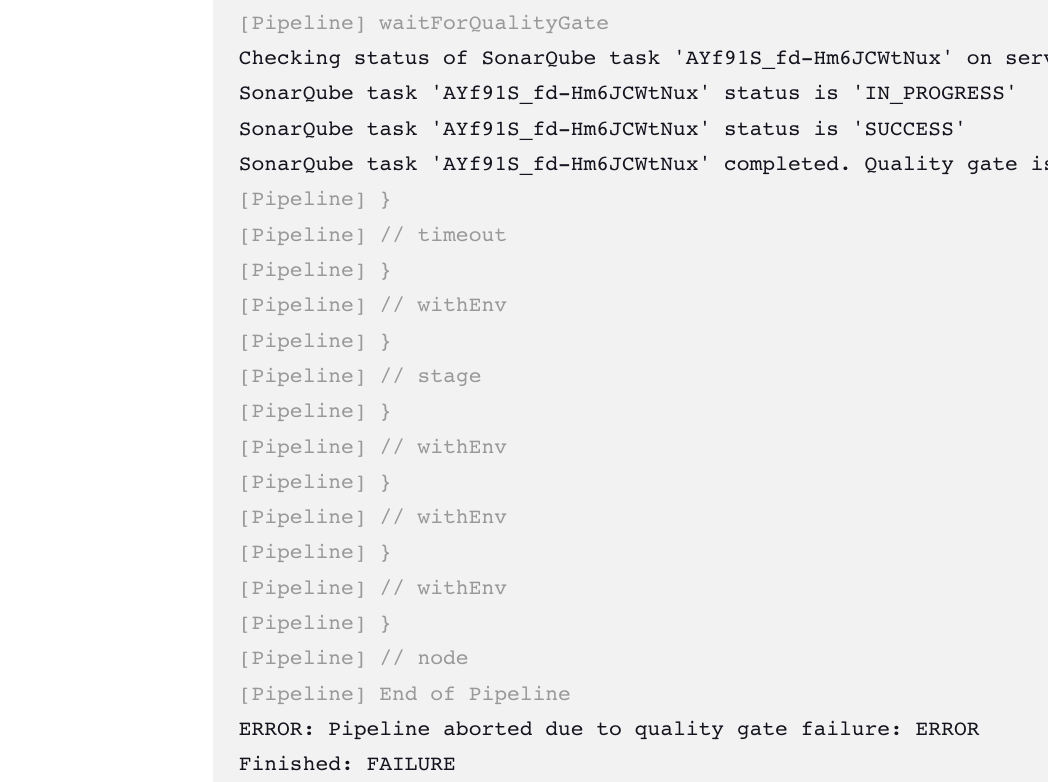 [Pipeline] waitForQualityGate
Checking status of SonarQube task 'AYf91S_fd-Hm6JCWtNux' on
SonarQube task 'AYf91S_fd-Hm6JCWtNux' status is 'IN_PROGRESS'
SonarQube task 'AYf91S_fd-Hm6JCWtNux' status is 'SUCCESS'
SonarQube task 'AYf91S_fd-Hm6JCWtNux' completed. Quality gate is
[Pipeline] }
[Pipeline] // timeout
[Pipeline] }
[Pipeline] // withEnv
[Pipeline] }
[Pipeline] // stage
[Pipeline] }
[Pipeline] // withEnv
[Pipeline] }
[Pipeline] // withEnv
[Pipeline] }
[Pipeline] // withEnv
[Pipeline] }
[Pipeline] // node
[Pipeline] End of Pipeline
ERROR: Pipeline aborted due to quality gate failure: ERROR
Finished: FAILURE